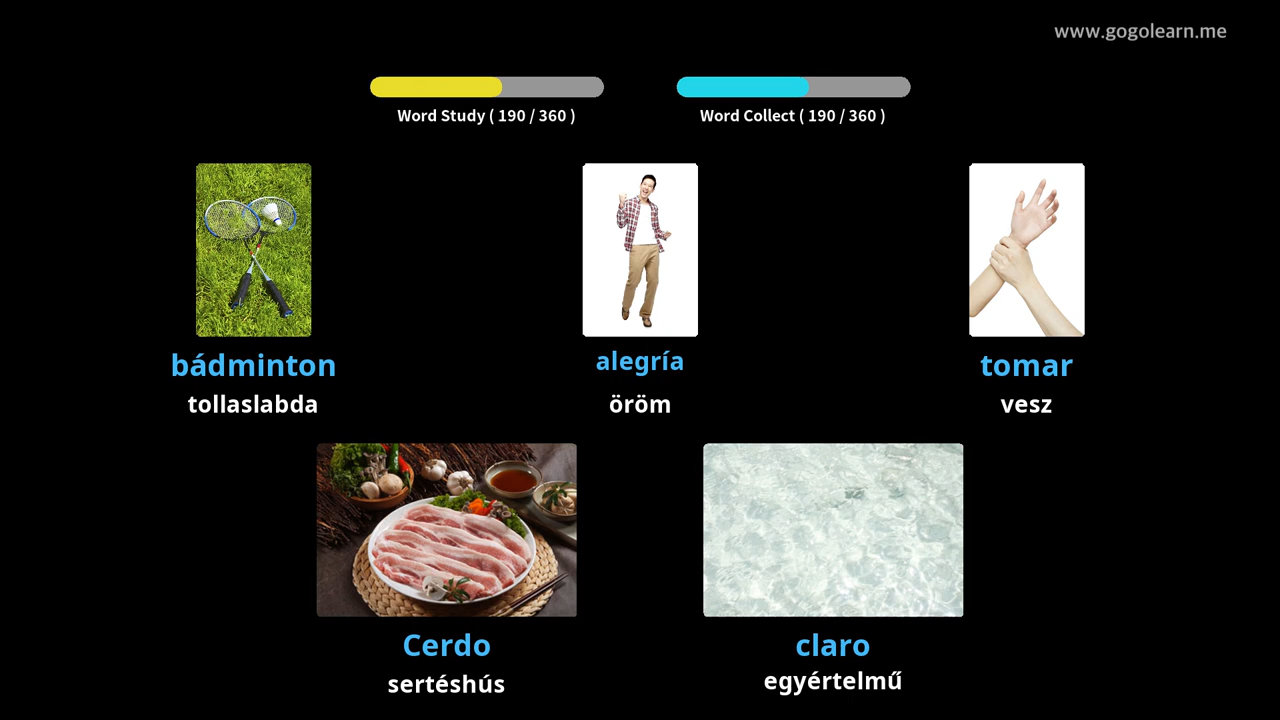 www.gogolearn.me
Word Study ( 190 / 360 )
Word Collect ( 190 / 360 )
bádminton
tollaslabda
alegría
öröm
tomar
vesz
Cerdo
sertéshús
claro
egyértelmű